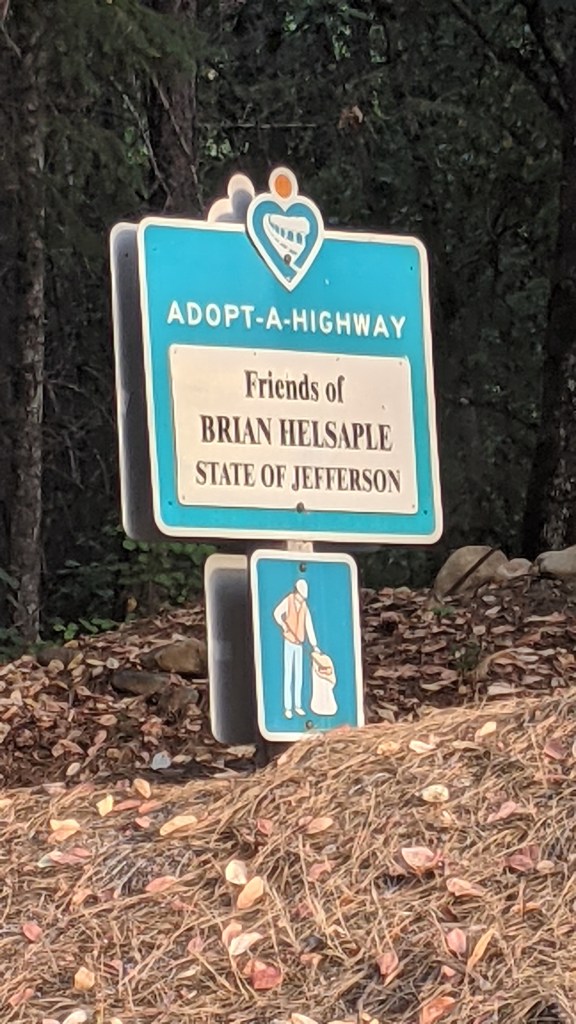 ADOPT-A-HIGHWAY
Friends of
BRIAN HELSAPLE
STATE OF JEFFERSON